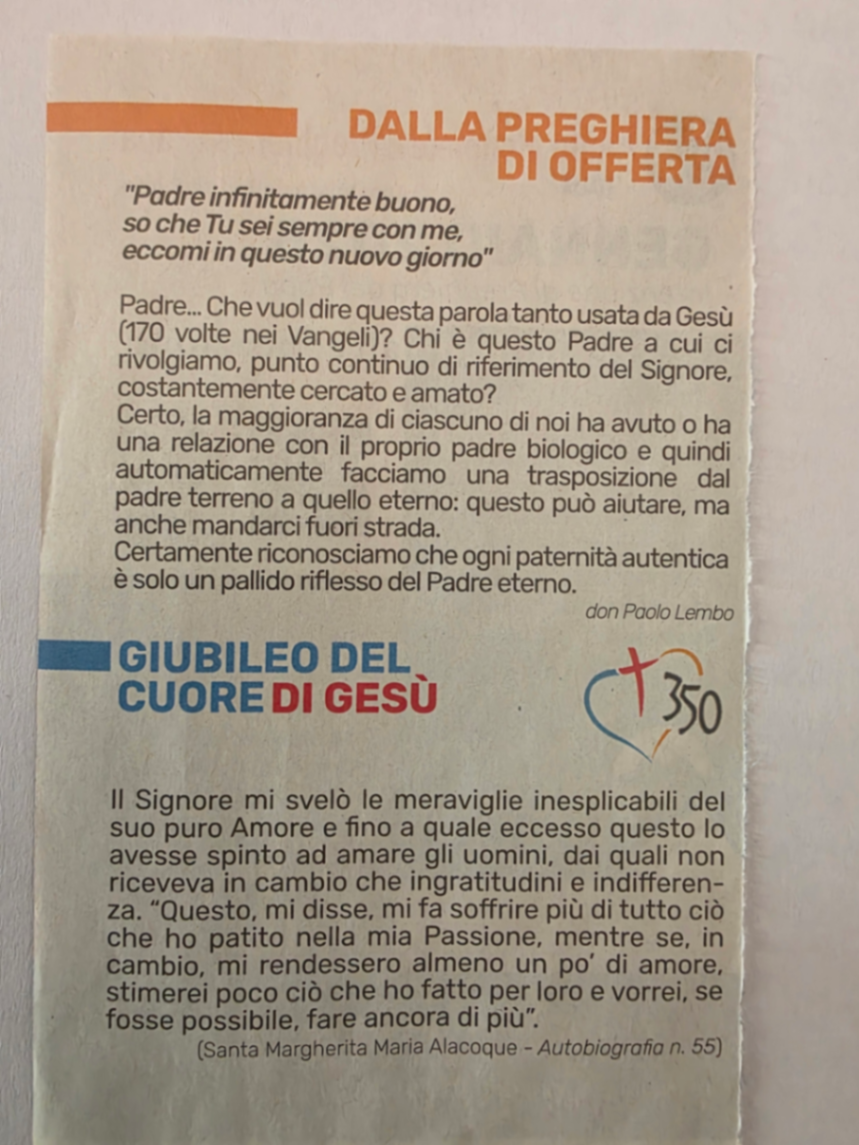 DALLA PREGHIERA
DI OFFERTA
"Padre infinitamente buono,
so che Tu sei sempre con me,
eccomi in questo nuovo giorno"
Padre... Che vuol dire questa parola tanto usata da Gesù
(170 volte nei Vangeli)? Chi è questo Padre a cui ci
rivolgiamo, punto continuo di riferimento del Signore,
costantemente cercato e amato?
Certo, la maggioranza di ciascuno di noi ha avuto o ha
una relazione con il proprio padre biologico e quindi
automaticamente facciamo una trasposizione dal
padre terreno a quello eterno: questo può aiutare, ma
anche mandarci fuori strada.
Certamente riconosciamo che ogni paternità autentica
è solo un pallido riflesso del Padre eterno.
don Paolo Lembo
GIUBILEO DEL
CUORE DI GESÙ
350
Il Signore mi svelò le meraviglie inesplicabili del
suo puro Amore e fino a quale eccesso questo lo
avesse spinto ad amare gli uomini, dai quali non
riceveva in cambio che ingratitudini e indifferen-
za. “Questo, mi disse, mi fa soffrire più di tutto ciò
che ho patito nella mia Passione, mentre se, in
cambio, mi rendessero almeno un po’ di amore,
stimerei poco ciò che ho fatto per loro e vorrei, se
fosse possibile, fare ancora di più”.
(Santa Margherita Maria Alacoque - Autobiografia n. 55)